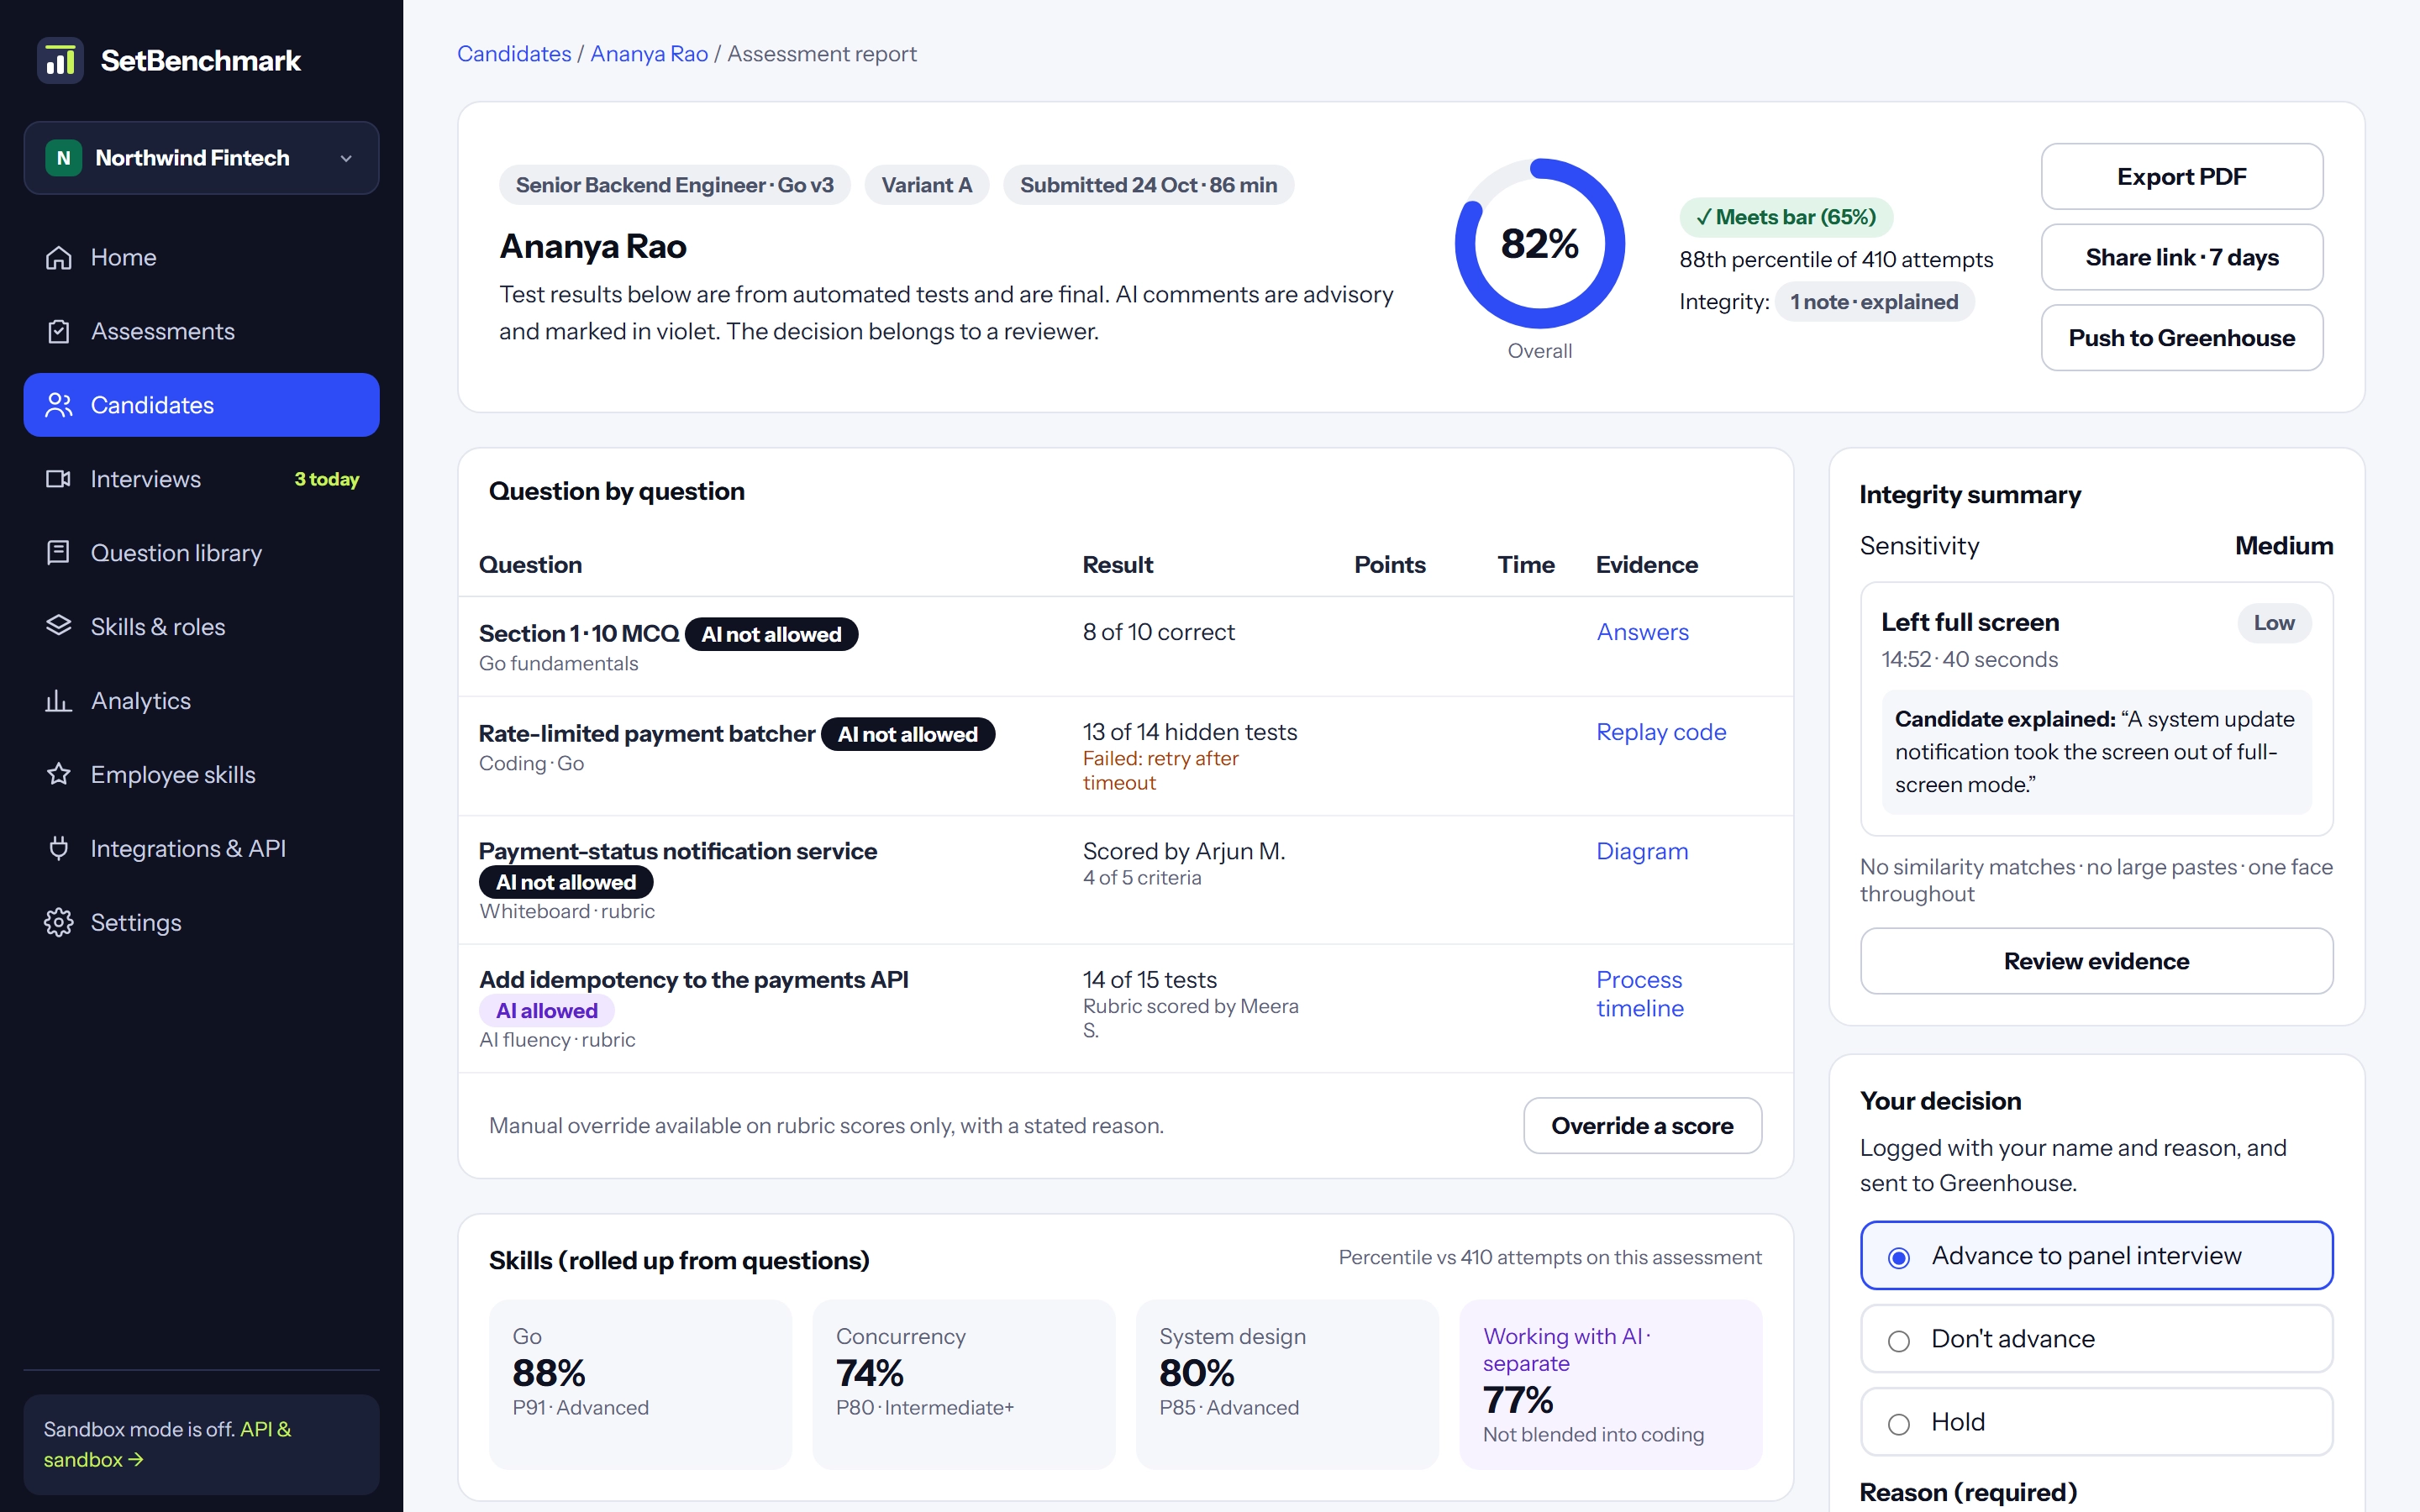 SetBenchmark
N Northwind Fintech
Home
Assessments
Candidates
Interviews 3 today
Question library
Skills & roles
Analytics
Employee skills
Integrations & API
Settings
Sandbox mode is off. API &
sandbox →
Candidates / Ananya Rao / Assessment report
Senior Backend Engineer · Go v3 Variant A Submitted 24 Oct · 86 min
Ananya Rao
Test results below are from automated tests and are final. AI comments are advisory
and marked in violet. The decision belongs to a reviewer.
82%
Overall
✓ Meets bar (65%)
88th percentile of 410 attempts
Integrity: 1 note · explained
Export PDF
Share link · 7 days
Push to Greenhouse
Question by question
Question Result Points Time Evidence
Section 1 · 10 MCQ AI not allowed 8 of 10 correct Answers
Go fundamentals
Rate-limited payment batcher AI not allowed 13 of 14 hidden tests Replay code
Coding · Go Failed: retry after
timeout
Payment-status notification service Scored by Arjun M. Diagram
AI not allowed 4 of 5 criteria
Whiteboard · rubric
Add idempotency to the payments API 14 of 15 tests Process
AI allowed Rubric scored by Meera timeline
AI fluency · rubric S.
Manual override available on rubric scores only, with a stated reason. Override a score
Skills (rolled up from questions) Percentile vs 410 attempts on this assessment
Go
88%
P91 · Advanced
Concurrency
74%
P80 · Intermediate+
System design
80%
P85 · Advanced
Working with AI ·
separate
77%
Not blended into coding
Integrity summary
Sensitivity Medium
Left full screen Low
14:52 · 40 seconds
Candidate explained: “A system update
notification took the screen out of full-
screen mode.”
No similarity matches · no large pastes · one face
throughout
Review evidence
Your decision
Logged with your name and reason, and
sent to Greenhouse.
Advance to panel interview
Don't advance
Hold
Reason (required)